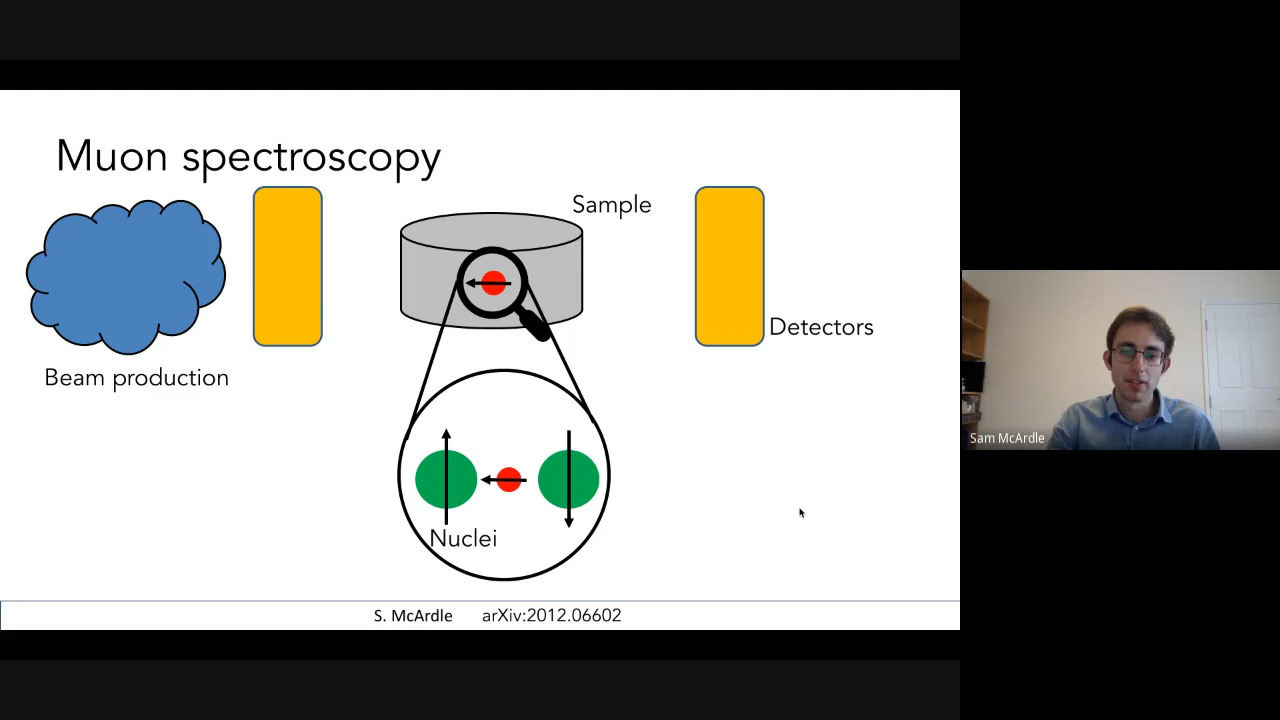 Muon spectroscopy
Sample
Detectors
Beam production
Nuclei
S. McArdle arXiv:2012.06602
Sam McArdle